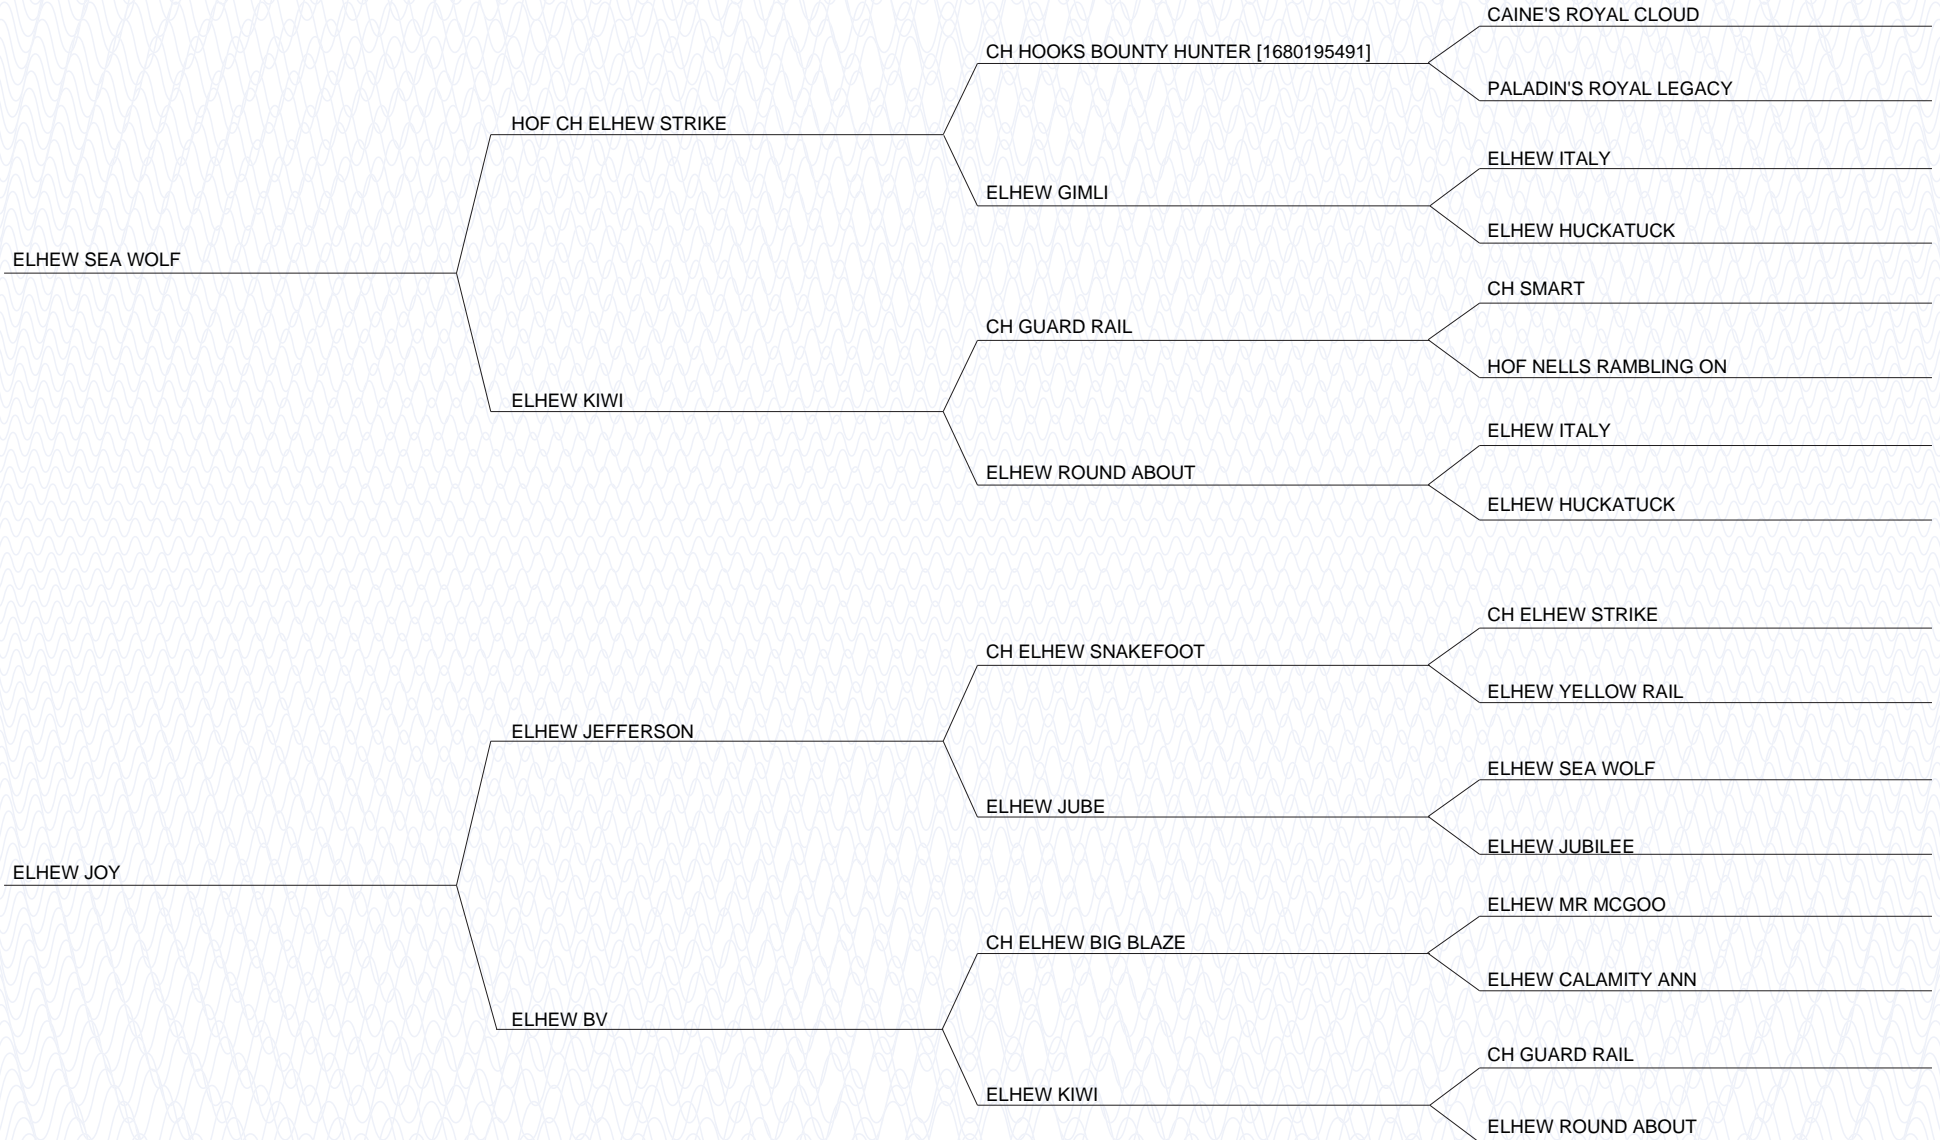 CAINE'S ROYAL CLOUD
CH HOOKS BOUNTY HUNTER [1680195491]
PALADIN'S ROYAL LEGACY
HOF CH ELHEW STRIKE
ELHEW ITALY
ELHEW GIMLI
ELHEW HUCKATUCK
ELHEW SEA WOLF
CH SMART
CH GUARD RAIL
HOF NELLS RAMBLING ON
ELHEW KIWI
ELHEW ITALY
ELHEW ROUND ABOUT
ELHEW HUCKATUCK
CH ELHEW STRIKE
CH ELHEW SNAKEFOOT
ELHEW YELLOW RAIL
ELHEW JEFFERSON
ELHEW SEA WOLF
ELHEW JUBE
ELHEW JUBILEE
ELHEW JOY
ELHEW MR MCGOO
CH ELHEW BIG BLAZE
ELHEW CALAMITY ANN
ELHEW BV
CH GUARD RAIL
ELHEW KIWI
ELHEW ROUND ABOUT